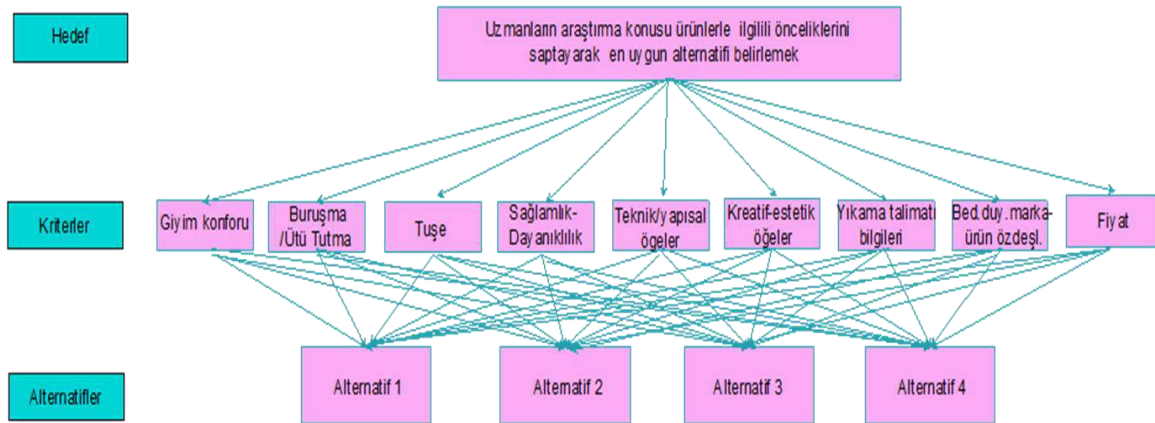 Hedef
Uzmanların araştırma konusu ürünlerle ilgilili önceliklerini
saptayarak en uygun alternatifi belirlemek
Kriterler
Giyim konforu
Buruşma
/Ütü Tutma
Tuşe
Sağlamlık-
Dayanıklılık
Teknik/yapısal
ögeler
Kreatif-estetik
öğeler
Yıkama talimatı
bilgileri
Bed.duy.marka-
ürün özdeşl.
Fiyat
Alternatifler
Alternatif 1
Alternatif 2
Alternatif 3
Alternatif 4